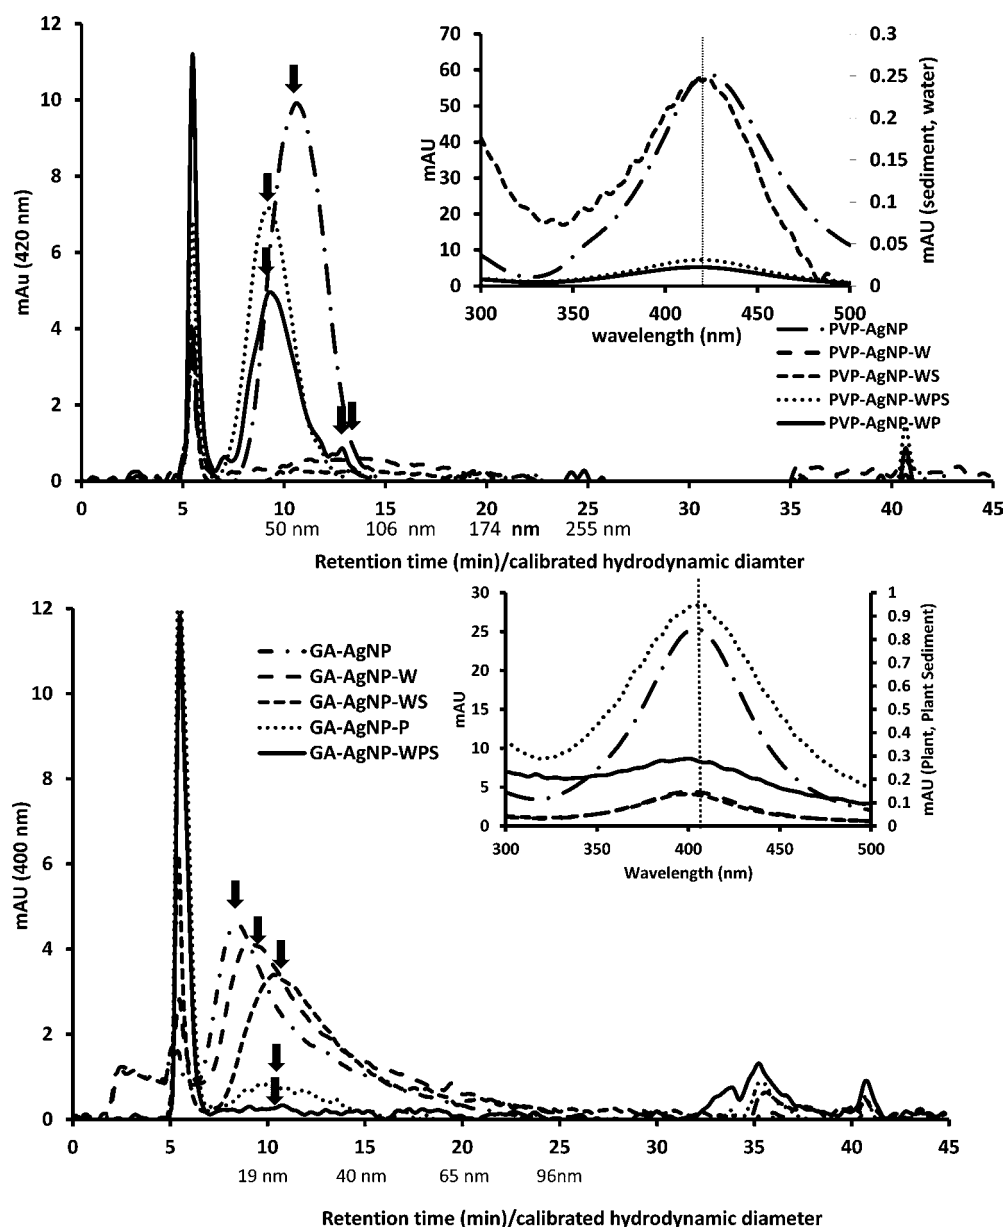 12
10
8
6
4
2
0
mAu (420 nm)
0 5 10 15 20 25 30 35 40 45
50 nm 106 nm 174 nm 255 nm
Retention time (min)/calibrated hydrodynamic diamter
70
60
50
40
30
20
10
0
mAU
0.3
0.25
0.2
0.15
0.1
0.05
0
mAU (sediment, water)
300 350 400 450 500
wavelength (nm)
PVP-AgNP
PVP-AgNP-W
PVP-AgNP-WS
PVP-AgNP-WPS
PVP-AgNP-WP
12
10
8
6
4
2
0
mAU (400 nm)
GA-AgNP
GA-AgNP-W
GA-AgNP-WS
GA-AgNP-P
GA-AgNP-WPS
30
25
20
15
10
5
0
mAU
1
0.9
0.8
0.7
0.6
0.5
0.4
0.3
0.2
0.1
0
mAU (Plant, Plant Sediment)
300 350 400 450 500
Wavelength (nm)
0 5 10 15 20 25 30 35 40 45
19 nm 40 nm 65 nm 96nm
Retention time (min)/calibrated hydrodynamic diameter